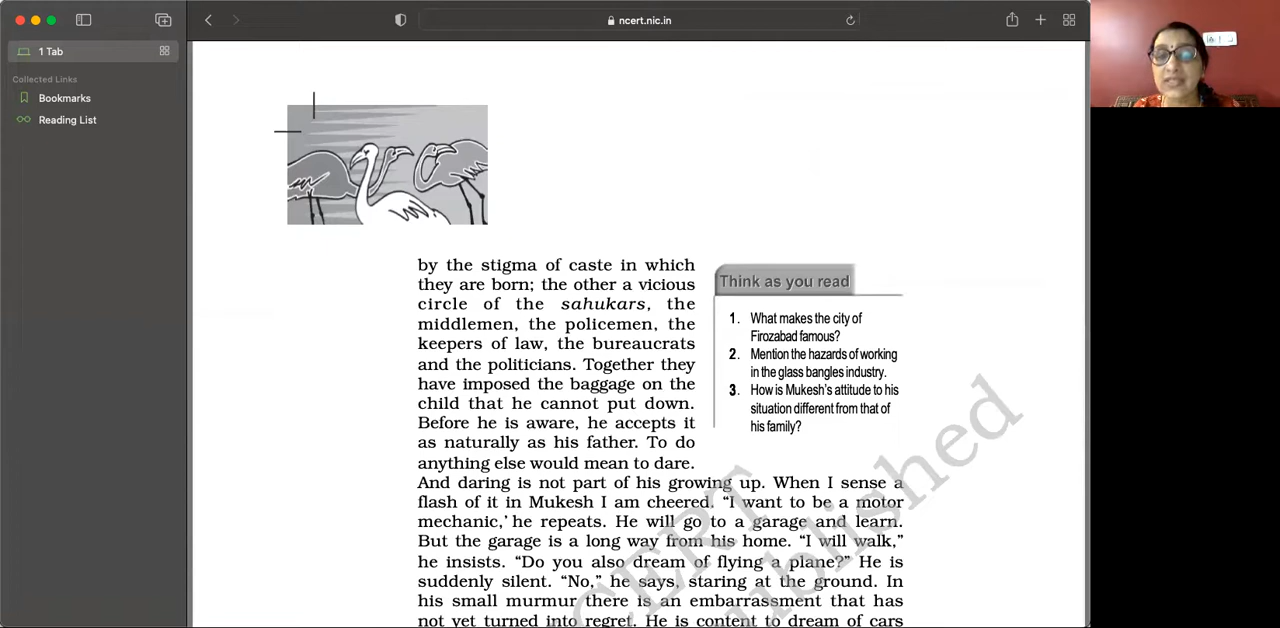 ncert.nic.in
1 Tab
Collected Links
Bookmarks
Reading List
by the stigma of caste in which
they are born; the other a vicious
circle of the sahukars, the
middlemen, the policemen, the
keepers of law, the bureaucrats
and the politicians. Together they
have imposed the baggage on the
child that he cannot put down.
Before he is aware, he accepts it
as naturally as his father. To do
anything else would mean to dare.
And daring is not part of his growing up. When I sense a
flash of it in Mukesh I am cheered. “I want to be a motor
mechanic,’ he repeats. He will go to a garage and learn.
But the garage is a long way from his home. “I will walk,”
he insists. “Do you also dream of flying a plane?” He is
suddenly silent. “No,” he says, staring at the ground. In
his small murmur there is an embarrassment that has
not yet turned into regret. He is content to dream of cars
Think as you read
1. What makes the city of
Firozabad famous?
2. Mention the hazards of working
in the glass bangles industry.
3. How is Mukesh’s attitude to his
situation different from that of
his family?
NCERT
published